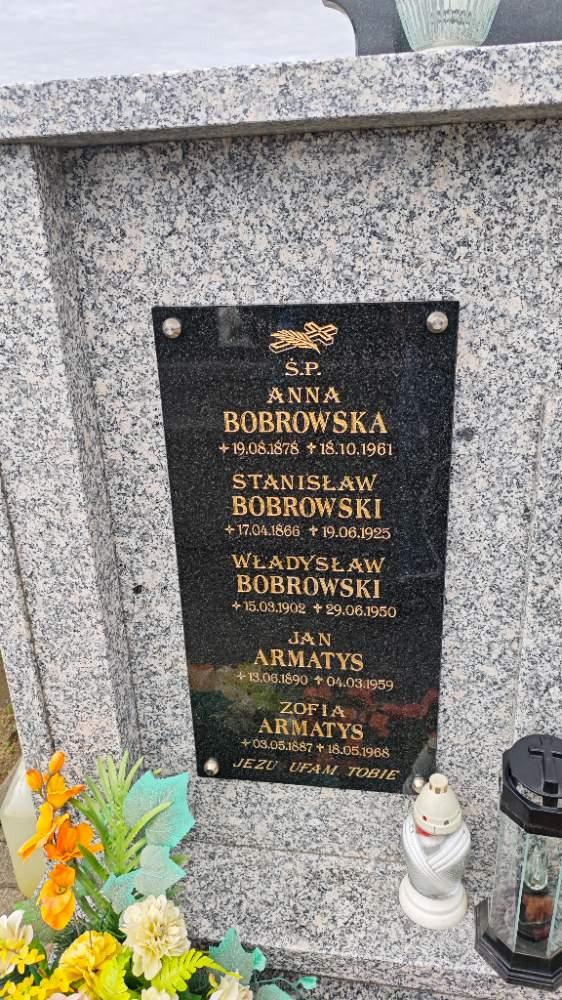 Ś.P.
ANNA
BOBROWSKA
+19.08.1878 ✝18.10.1961
STANISŁAW
BOBROWSKI
+17.04.1866 ✝19.06.1925
WŁADYSŁAW
BOBROWSKI
+15.03.1902 ✝29.06.1950
JAN
ARMATYS
+13.06.1890 ✝04.03.1959
ZOFIA
ARMATYS
+03.05.1887 ✝18.05.1968
JEZU UFAM TOBIE